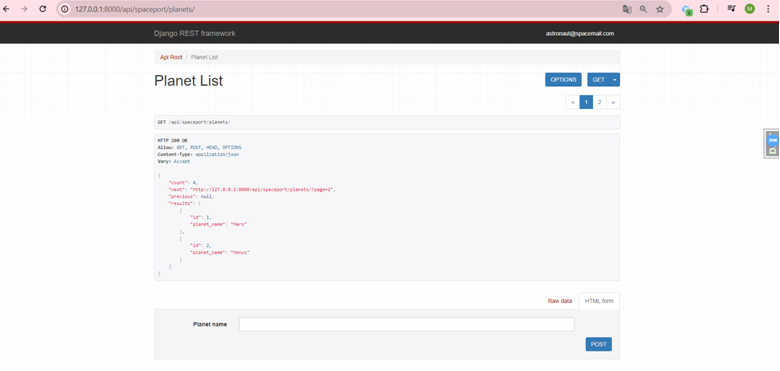 127.0.0.1:8000/api/spaceport/planets/
Django REST framework
astronaut@spacemail.com
Api Root / Planet List
Planet List
OPTIONS
GET
« 1 2 »
GET /api/spaceport/planets/
HTTP 200 OK
Allow: GET, POST, HEAD, OPTIONS
Content-Type: application/json
Vary: Accept
{
"count": 4,
"next": "http://127.0.0.1:8000/api/spaceport/planets/?page=2",
"previous": null,
"results": [
{
"id": 1,
"planet_name": "Mars"
},
{
"id": 2,
"planet_name": "Venus"
}
]
}
Raw data
HTML form
Planet name
POST